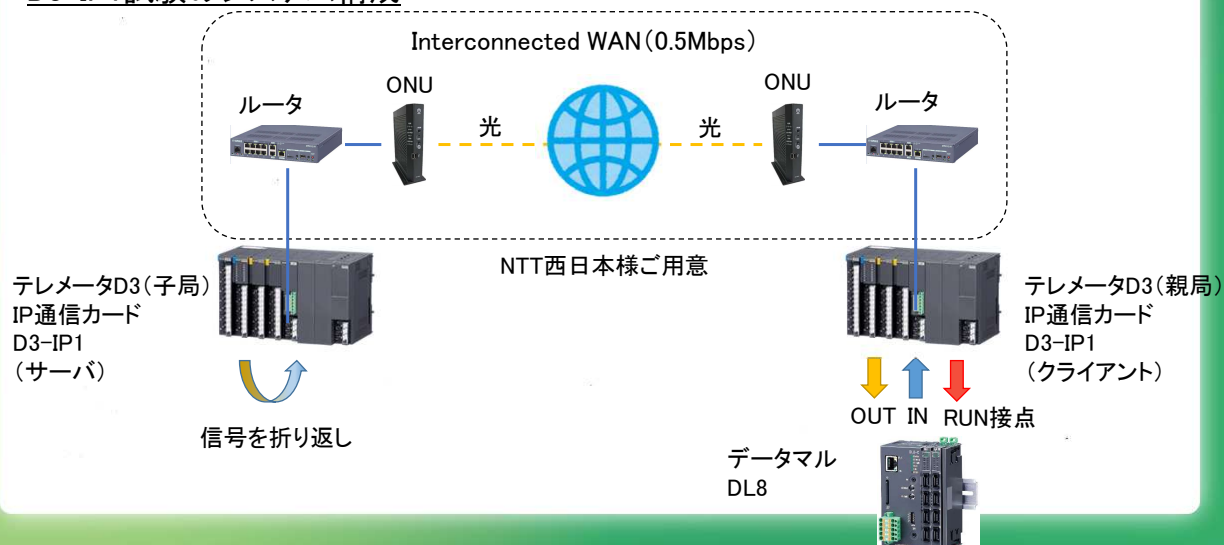 Interconnected WAN(0.5Mbps)
ONU
ONU
ルータ
ルータ
光
光
NTT西日本様ご用意
テレメータD3(子局)
IP通信カード
D3-IP1
(サーバ)
テレメータD3(親局)
IP通信カード
D3-IP1
(クライアント)
信号を折り返し
OUT IN RUN接点
データマル
DL8